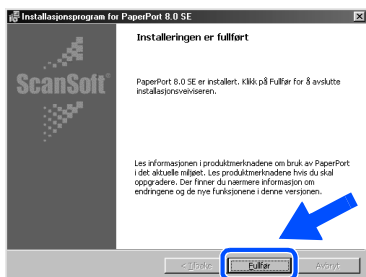 Installasjonsprogram for PaperPort 8.0 SE
Installeringen er fullført
ScanSoft®
PaperPort 8.0 SE er installert. Klikk på Fullfør for å avslutte
installasjonsveiviseren.
Les informasjonen i produktmerknadene om bruk av PaperPort
i det aktuelle miljøet. Les produktmerknadene hvis du skal
oppgradere. Der finner du nærmere informasjon om
endringene og de nye funksjonene i denne versjonen.
< Tilbake Fullfør Avbryt